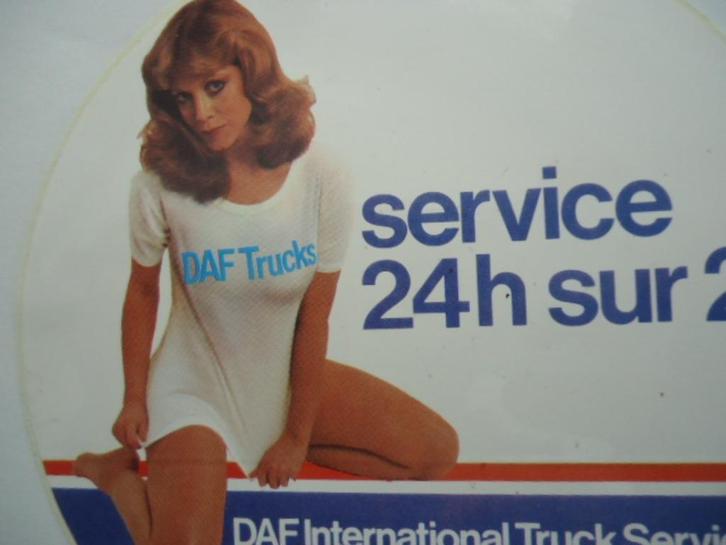 DAF Trucks
service
24h sur 2
DAF International Truck Servi